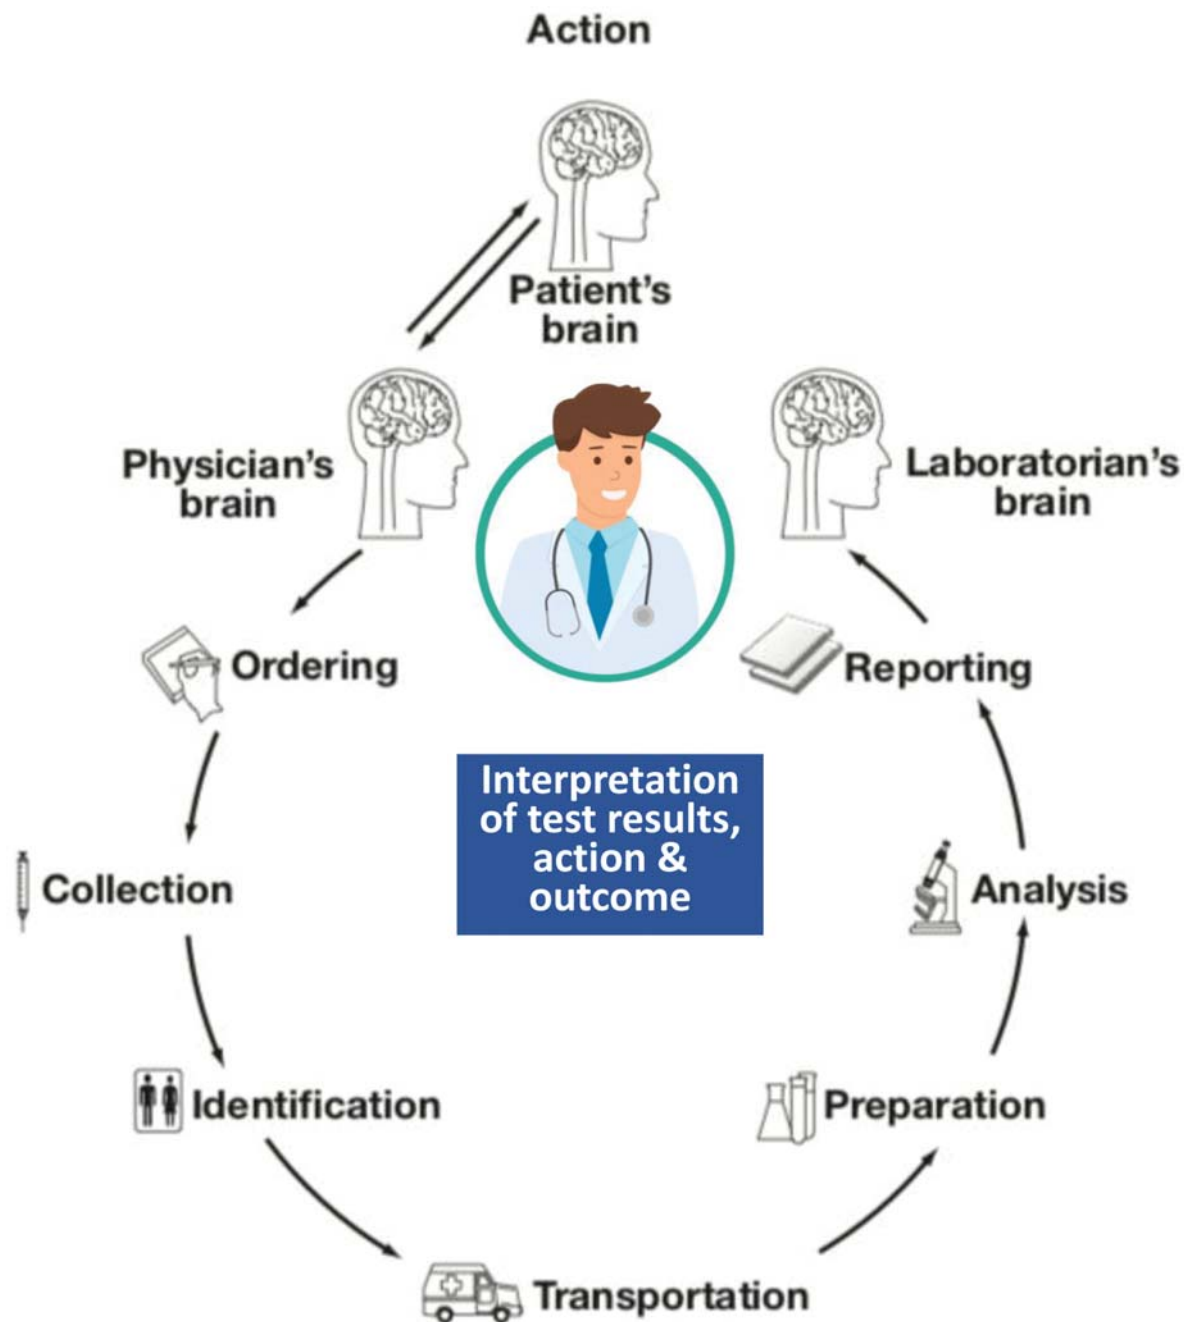 Action
Patient's
brain
Physician's
brain
Laboratorian's
brain
Ordering
Reporting
Interpretation
of test results,
action &
outcome
Collection
Analysis
Identification
Preparation
Transportation